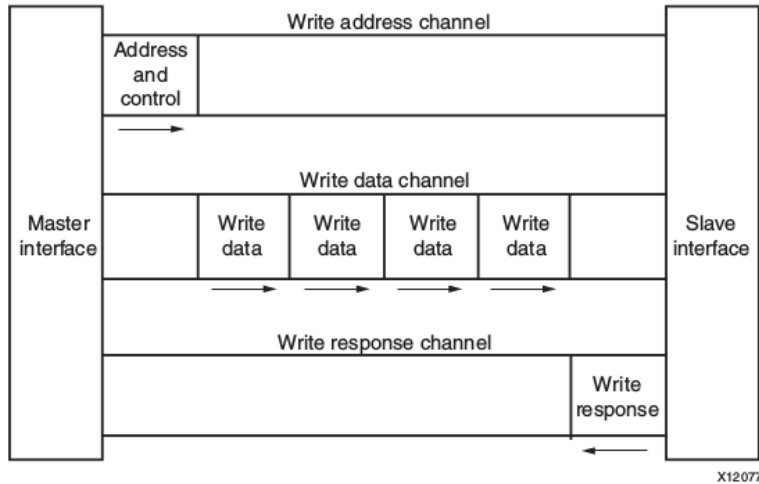 Write address channel
Address
and
control
Write data channel
Master
interface
Write
data
Write
data
Write
data
Write
data
Slave
interface
Write response channel
Write
response
X12077